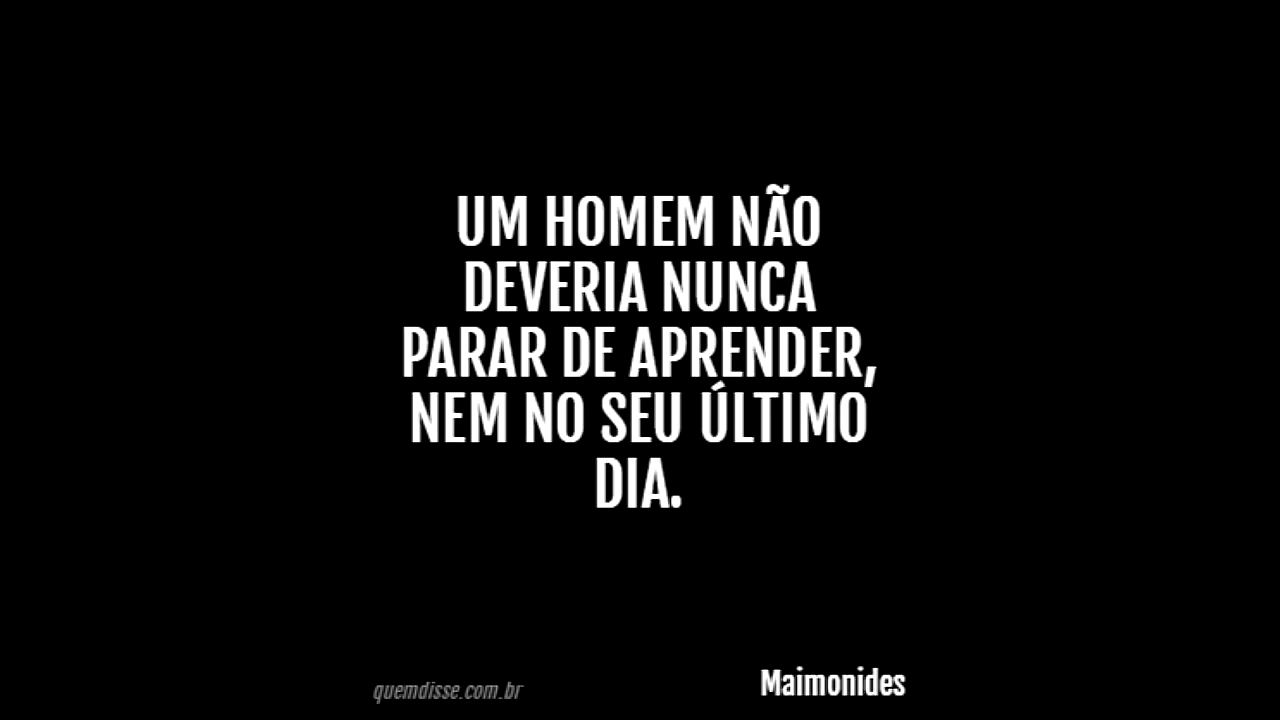 UM HOMEM NÃO
DEVERIA NUNCA
PARAR DE APRENDER,
NEM NO SEU ÚLTIMO
DIA.
quemdisse.com.br
Maimonides